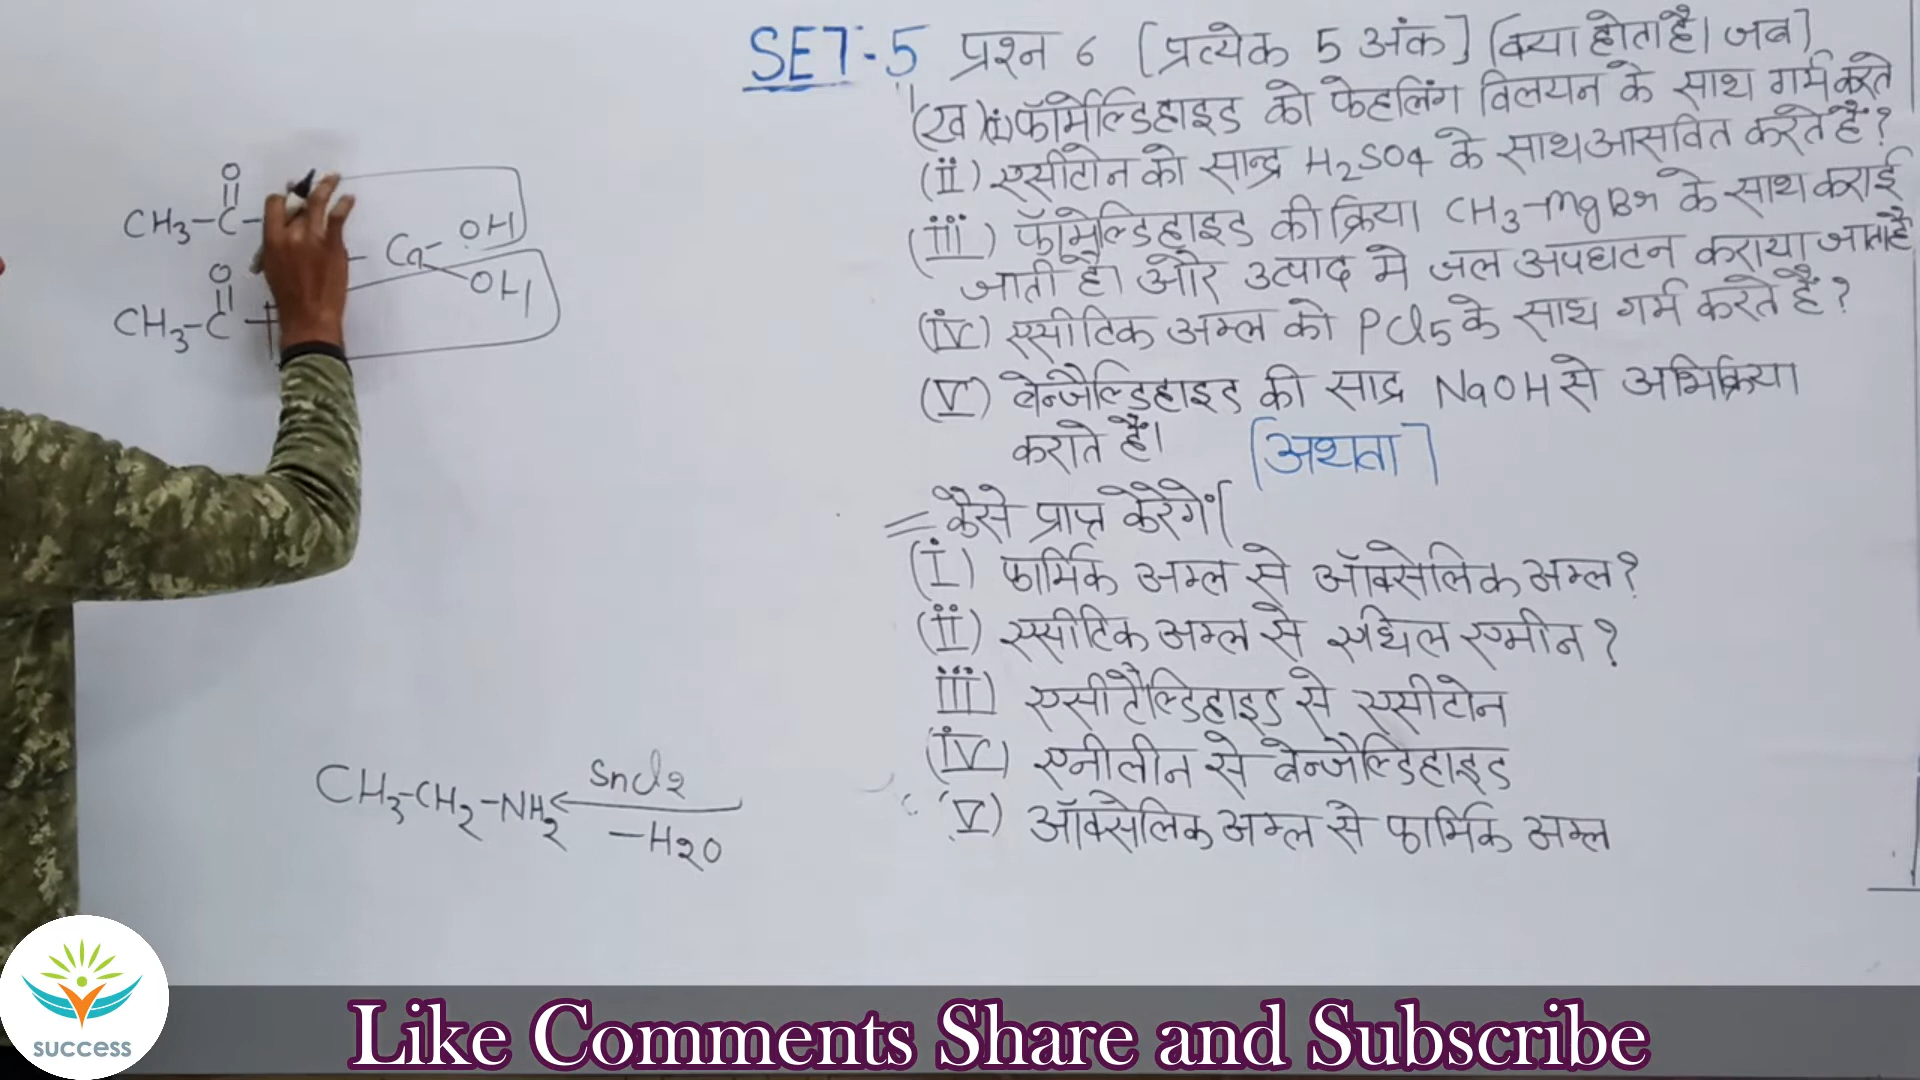 SET-5 प्रश्न 6 [प्रत्येक 5 अंक] [क्या होता है। जब]
(ख)(i) फॉर्मेल्डिहाइड को फेहलिंग विलयन के साथ गर्म करते
(ii) एसीटोन को सान्द्र H2SO4 के साथ आसवित करते हैं?
(iii) फॉर्मेल्डिहाइड की क्रिया CH3-MgBr के साथ कराई
जाती है। और उत्पाद मे जल अपघटन कराया जाता है
(iv) एसीटिक अम्ल को PCl5 के साथ गर्म करते हैं?
(V) बेन्जैल्डिहाइड की साद्र NaOH से अभिक्रिया
कराते हैं।
[अथवा]
= कैसे प्राप्त करेगें।
(i) फार्मिक अम्ल से ऑक्सेलिक अम्ल?
(ii) एसीटिक अम्ल से एथिल एमीन?
iii) एसीटैल्डिहाइड से एसीटोन
(iv) एनीलीन से बेन्जैल्डिहाइड
(V) ऑक्सेलिक अम्ल से फार्मिक अम्ल
O
CH3-C-
Ca
OH
OH
O
CH3-C
CH3-CH2-NH2
SnCl2
-H2O
success
Like Comments Share and Subscribe